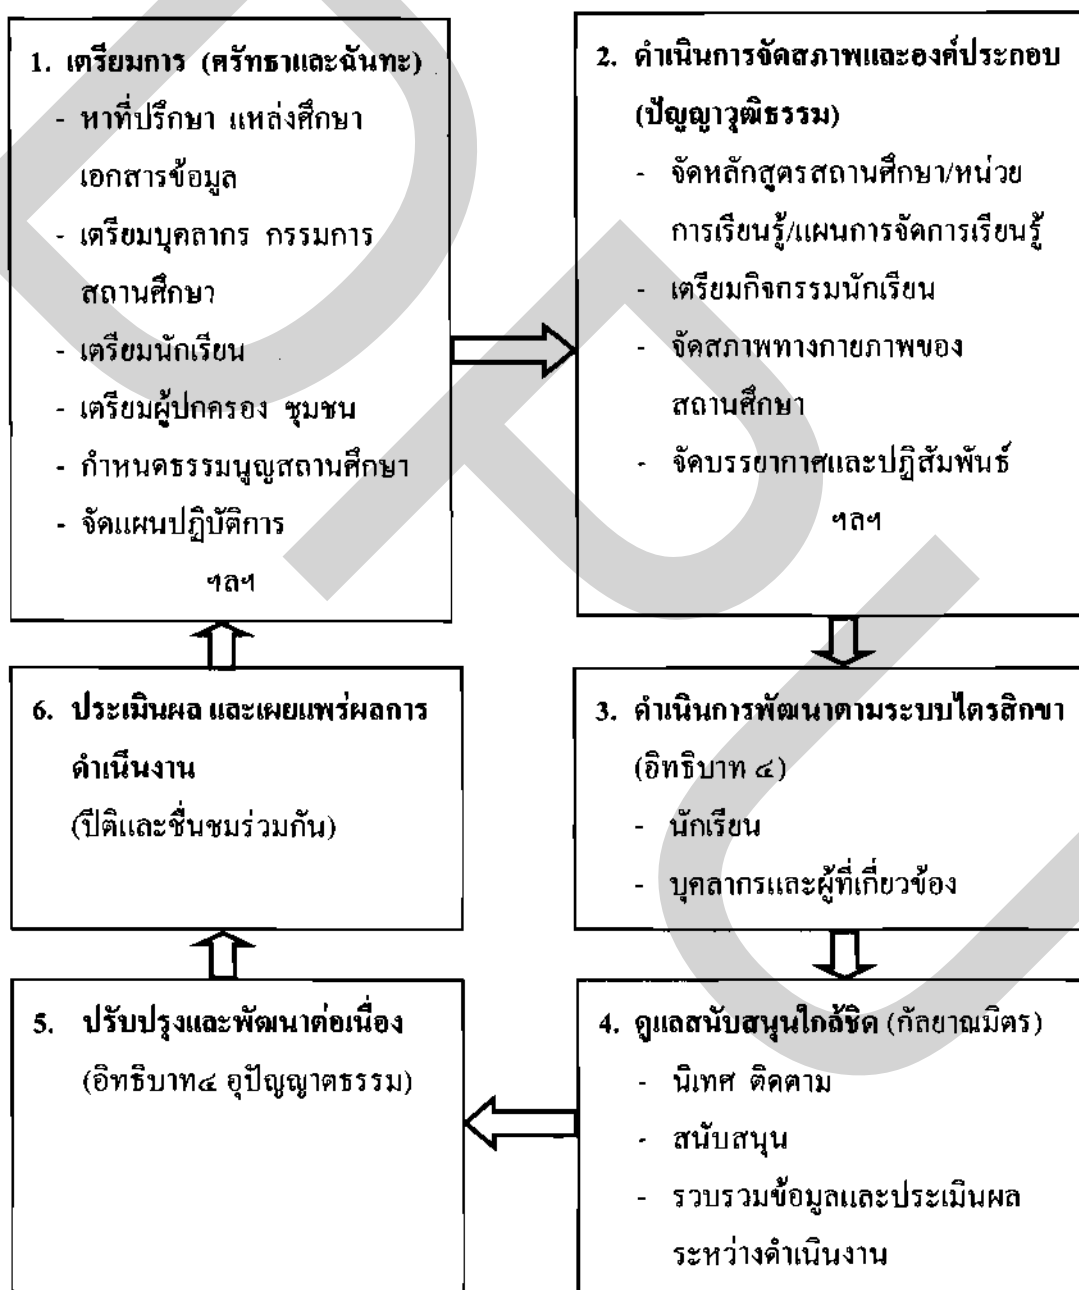 1. เตรียมการ (ศรัทธาและฉันทะ)
- หาที่ปรึกษา แหล่งศึกษา
เอกสารข้อมูล
- เตรียมบุคลากร กรรมการ
สถานศึกษา
- เตรียมนักเรียน
- เตรียมผู้ปกครอง ชุมชน
- กำหนดธรรมนูญสถานศึกษา
- จัดแผนปฏิบัติการ
ฯลฯ
2. ดำเนินการจัดสภาพและองค์ประกอบ
(ปัญญาวุฒิธรรม)
- จัดหลักสูตรสถานศึกษา/หน่วย
การเรียนรู้/แผนการจัดการเรียนรู้
- เตรียมกิจกรรมนักเรียน
- จัดสภาพทางกายภาพของ
สถานศึกษา
- จัดบรรยากาศและปฏิสัมพันธ์
ฯลฯ
3. ดำเนินการพัฒนาตามระบบไตรสิกขา
(อิทธิบาท ๔)
- นักเรียน
- บุคลากรและผู้ที่เกี่ยวข้อง
4. ดูแลสนับสนุนใกล้ชิด (กัลยาณมิตร)
- นิเทศ ติดตาม
- สนับสนุน
- รวบรวมข้อมูลและประเมินผล
ระหว่างดำเนินงาน
5. ปรับปรุงและพัฒนาต่อเนื่อง
(อิทธิบาท๔ อุปัญญาตธรรม)
6. ประเมินผล และเผยแพร่ผลการ
ดำเนินงาน
(ปีติและชื่นชมร่วมกัน)
DPU